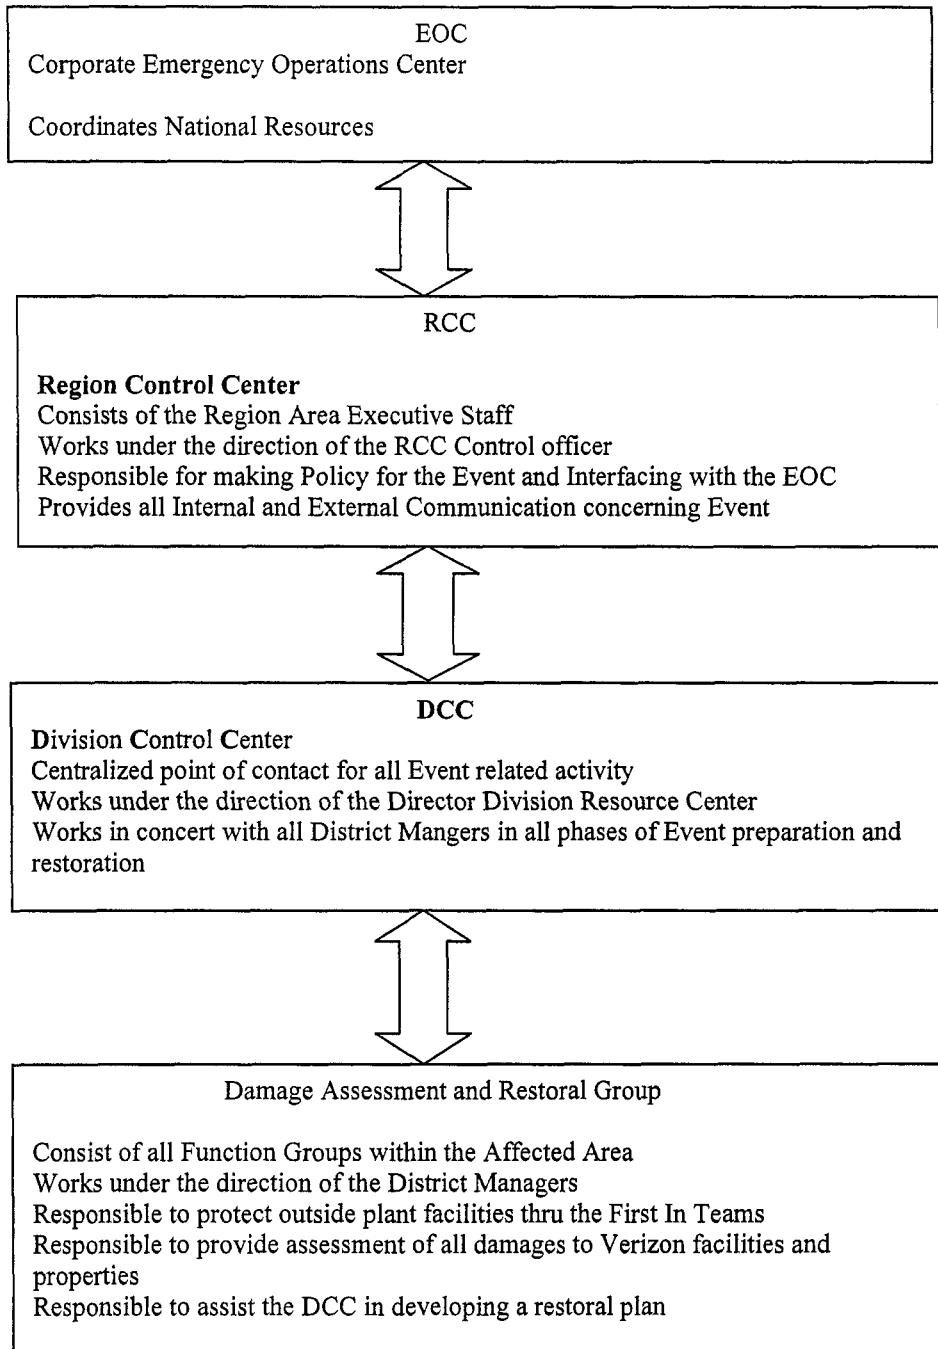 EOC
Corporate Emergency Operations Center
Coordinates National Resources
RCC
Region Control Center
Consists of the Region Area Executive Staff
Works under the direction of the RCC Control officer
Responsible for making Policy for the Event and Interfacing with the EOC
Provides all Internal and External Communication concerning Event
DCC
Division Control Center
Centralized point of contact for all Event related activity
Works under the direction of the Director Division Resource Center
Works in concert with all District Mangers in all phases of Event preparation and
restoration
Damage Assessment and Restoral Group
Consist of all Function Groups within the Affected Area
Works under the direction of the District Managers
Responsible to protect outside plant facilities thru the First In Teams
Responsible to provide assessment of all damages to Verizon facilities and
properties
Responsible to assist the DCC in developing a restoral plan